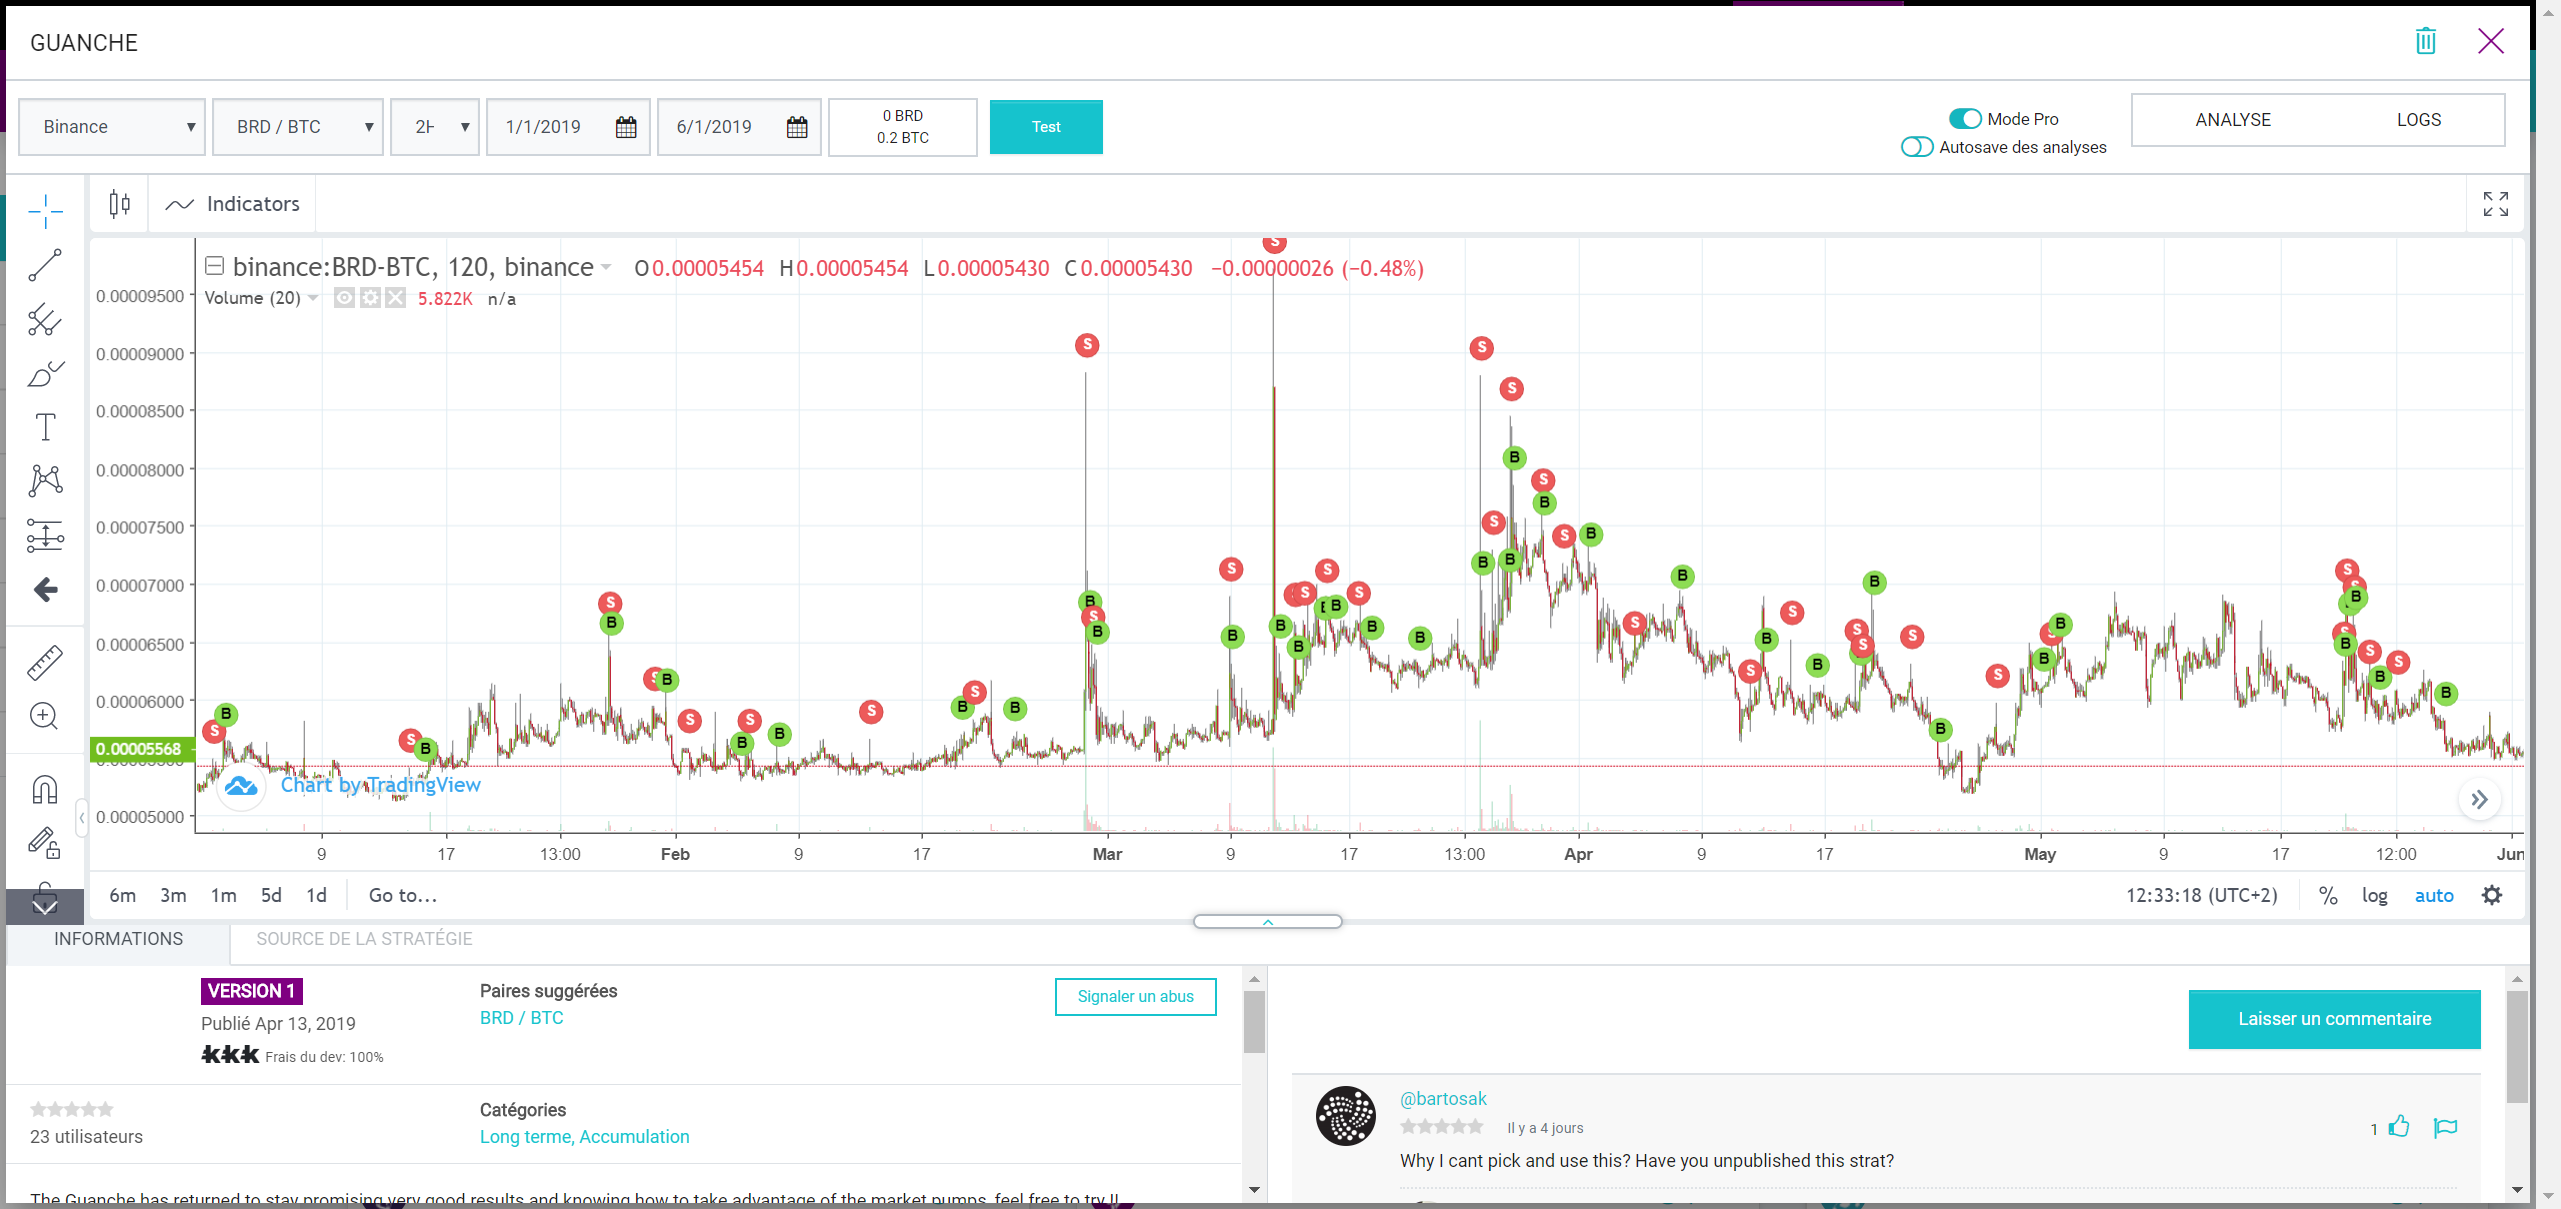 GUANCHE
Binance
BRD / BTC
1/1/2019
6/1/2019
0 BRD
0.2 BTC
Test
Mode Pro
Autosave des analyses
ANALYSE
LOGS
Indicators
binance:BRD-BTC, 120, binance O 0.00005454 H 0.00005454 L 0.00005430 C 0.00005430 −0.00000026 (−0.48%)
Volume (20) 5.822K n/a
0.00009500
0.00009000
0.00008500
0.00008000
0.00007500
0.00007000
0.00006500
0.00006000
0.00005568
0.00005000
Chart by TradingView
9 17 13:00 Feb 9 17 Mar 9 17 13:00 Apr 9 17 May 9 17 12:00 Jun
6m 3m 1m 5d 1d Go to...
12:33:18 (UTC+2) % log auto
INFORMATIONS
SOURCE DE LA STRATÉGIE
VERSION 1
Publié Apr 13, 2019
Frais du dev: 100%
Paires suggérées
BRD / BTC
Signaler un abus
23 utilisateurs
Catégories
Long terme, Accumulation
The Guanche has returned to stay promising very good results and knowing how to take advantage of the market pumps, feel free to try !!
Laisser un commentaire
@bartosak
Il y a 4 jours
1
Why I cant pick and use this? Have you unpublished this strat?